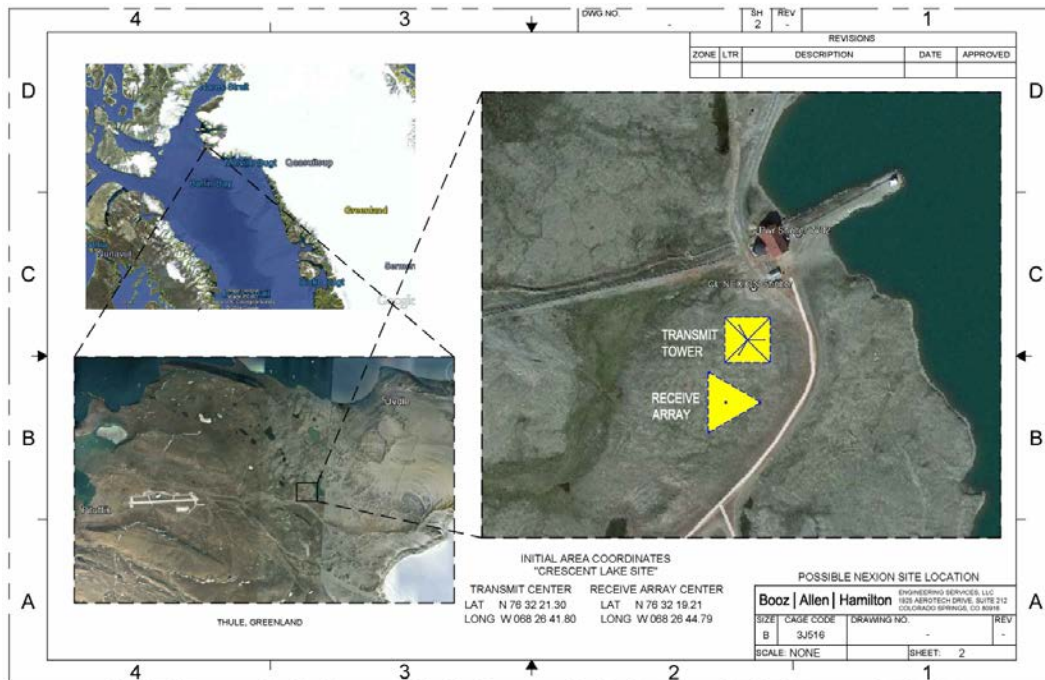 4
3
DWG NO.
-
SH
2
REV
-
1
REVISIONS
ZONE
LTR
DESCRIPTION
DATE
APPROVED
D
D
C
C
B
B
A
A
Greenland
Nunavut
Google
TRANSMIT
TOWER
RECEIVE
ARRAY
THULE, GREENLAND
INITIAL AREA COORDINATES
"CRESCENT LAKE SITE"
TRANSMIT CENTER
LAT N 76 32 21.30
LONG W 068 26 41.80
RECEIVE ARRAY CENTER
LAT N 76 32 19.21
LONG W 068 26 44.79
POSSIBLE NEXION SITE LOCATION
Booz | Allen | Hamilton
ENGINEERING SERVICES, LLC
1925 AEROTECH DRIVE, SUITE 212
COLORADO SPRINGS, CO 80916
SIZE
B
CAGE CODE
3J516
DRAWING NO.
-
REV
-
SCALE: NONE
SHEET: 2
4
3
2
1